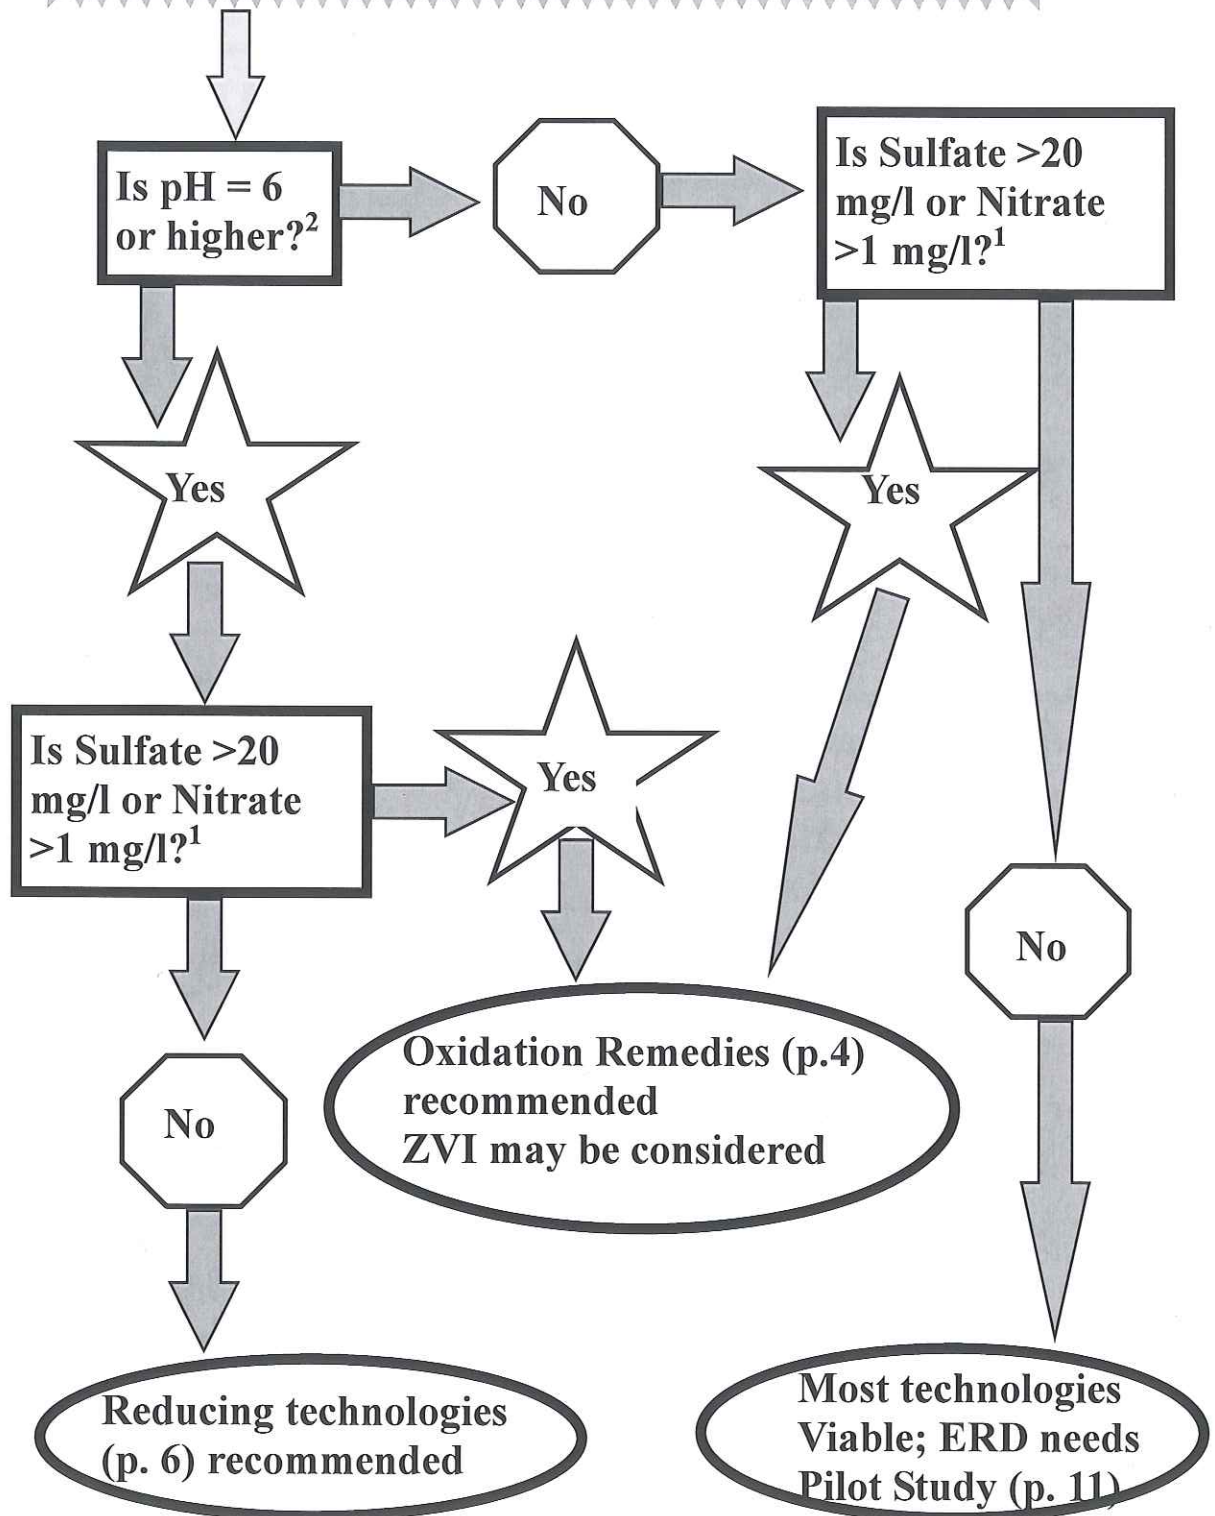 Is pH = 6
or higher?²
No
Is Sulfate >20
mg/l or Nitrate
>1 mg/l?¹
Yes
Yes
Is Sulfate >20
mg/l or Nitrate
>1 mg/l?¹
Yes
No
No
Oxidation Remedies (p.4)
recommended
ZVI may be considered
Reducing technologies
(p. 6) recommended
Most technologies
Viable; ERD needs
Pilot Study (p. 11)